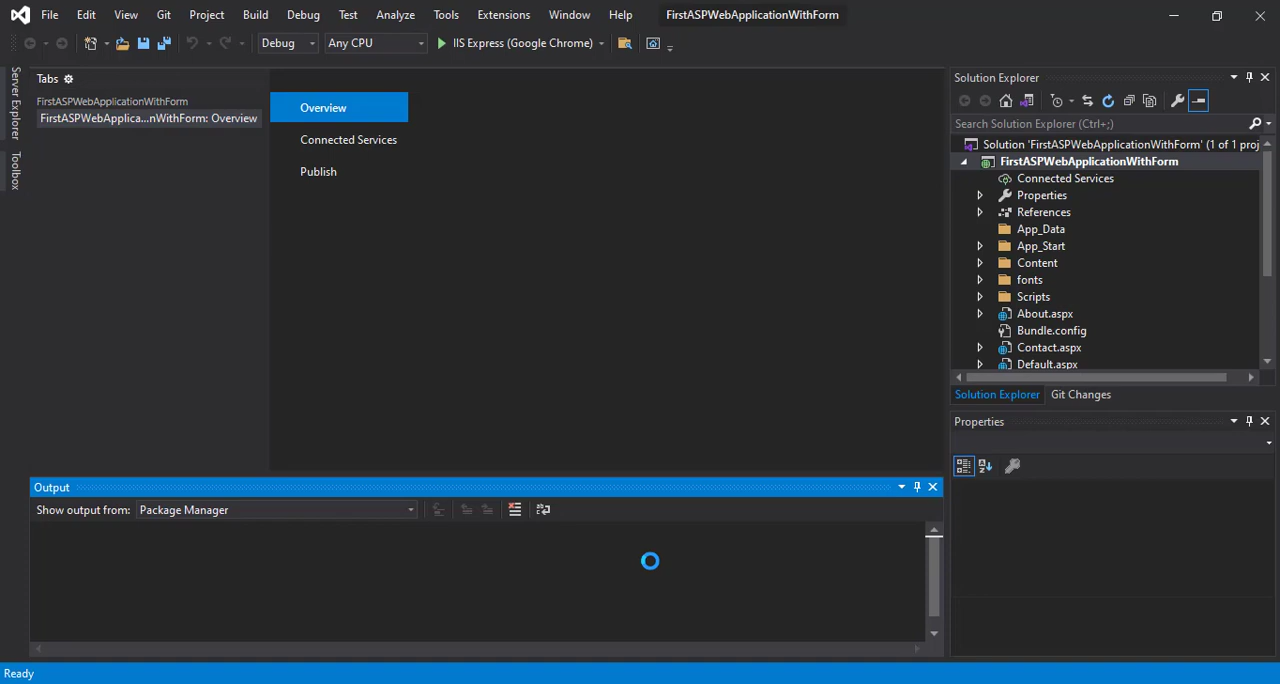 File Edit View Git Project Build Debug Test Analyze Tools Extensions Window Help FirstASPWebApplicationWithForm
Debug Any CPU IIS Express (Google Chrome)
Server Explorer
Toolbox
Tabs
FirstASPWebApplicationWithForm
FirstASPWebApplica...nWithForm: Overview
Overview
Connected Services
Publish
Output
Show output from: Package Manager
Solution Explorer
Search Solution Explorer (Ctrl+;)
Solution 'FirstASPWebApplicationWithForm' (1 of 1 proj
FirstASPWebApplicationWithForm
Connected Services
Properties
References
App_Data
App_Start
Content
fonts
Scripts
About.aspx
Bundle.config
Contact.aspx
Default.aspx
Solution Explorer Git Changes
Properties
Ready